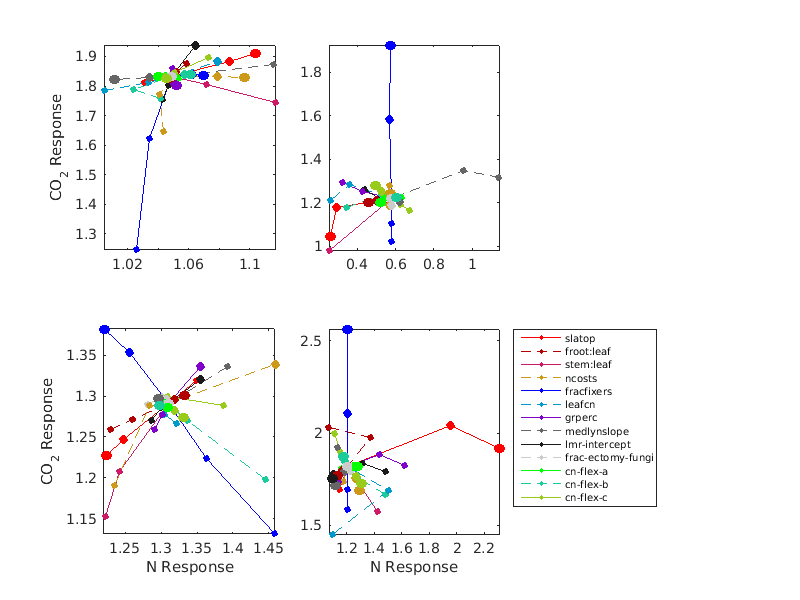 1.9
1.8
1.7
1.6
1.5
1.4
1.3
CO2 Response
1.02 1.06 1.1
1.8
1.6
1.4
1.2
1
0.4 0.6 0.8 1
1.35
1.3
1.25
1.2
1.15
CO2 Response
1.25 1.3 1.35 1.4 1.45
N Response
2.5
2
1.5
1.2 1.4 1.6 1.8 2 2.2
N Response
slatop
froot:leaf
stem:leaf
ncosts
fracfixers
leafcn
grperc
medlynslope
lmr-intercept
frac-ectomy-fungi
cn-flex-a
cn-flex-b
cn-flex-c